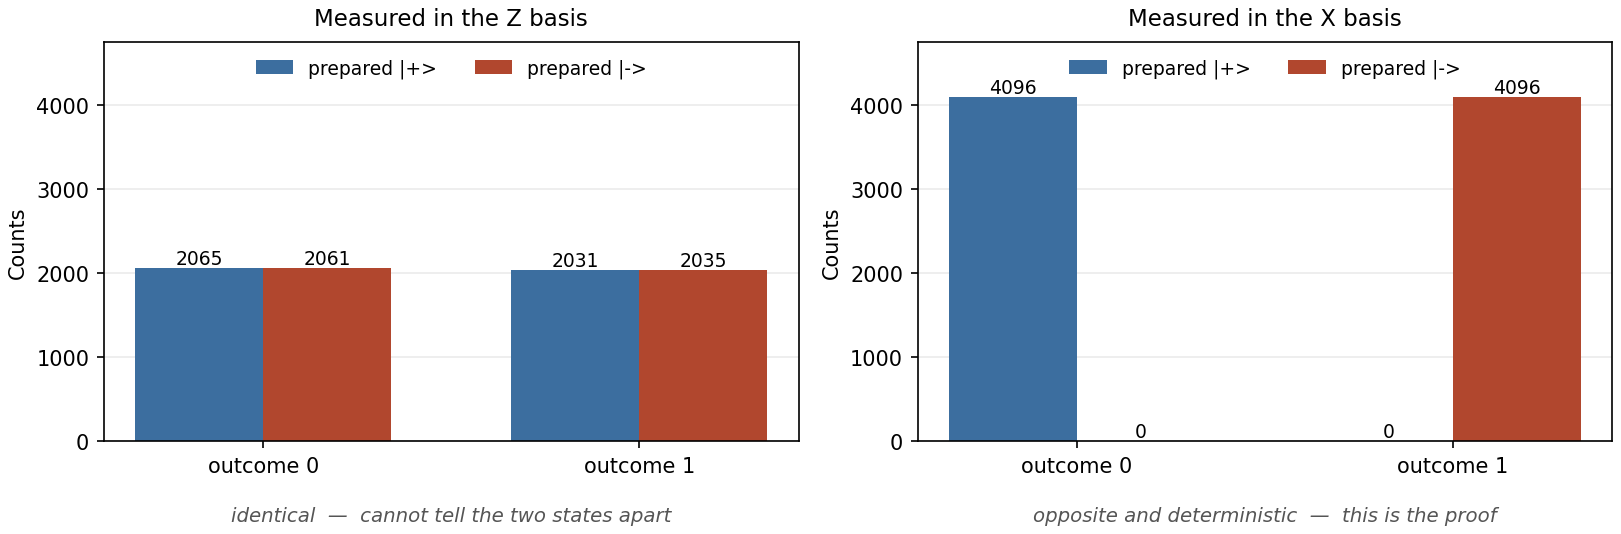 Measured in the Z basis
prepared |+> prepared |->
Counts
4000
3000
2000
1000
0
2065 2061 2031 2035
outcome 0 outcome 1
identical — cannot tell the two states apart
Measured in the X basis
prepared |+> prepared |->
Counts
4000
3000
2000
1000
0
4096 0 0 4096
outcome 0 outcome 1
opposite and deterministic — this is the proof